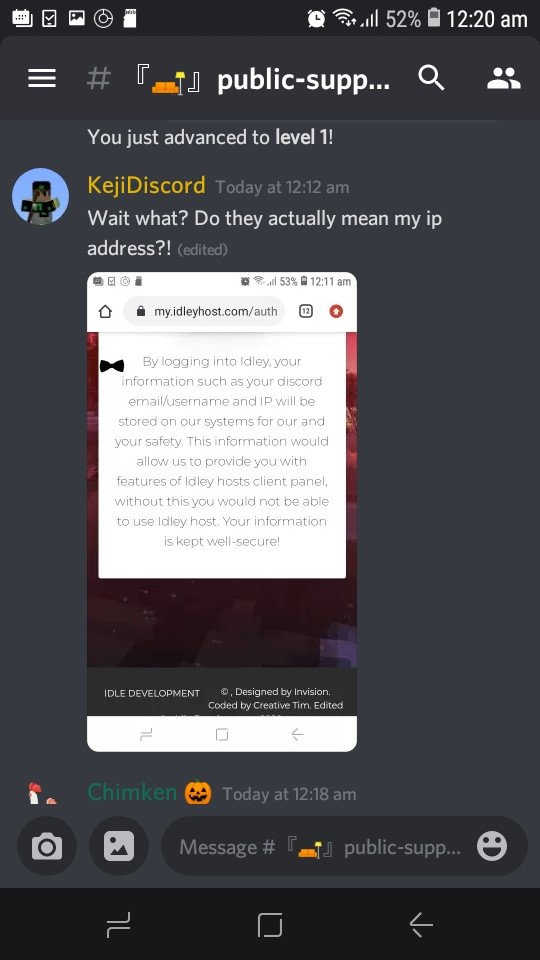 52% 12:20 am
# 『』 public-supp...
You just advanced to level 1!
KejiDiscord Today at 12:12 am
Wait what? Do they actually mean my ip
address?! (edited)
53% 12:11 am
my.idleyhost.com/auth 12
By logging into Idley, your
information such as your discord
email/username and IP will be
stored on our systems for our and
your safety. This information would
allow us to provide you with
features of Idley hosts client panel,
without this you would not be able
to use Idley host. Your information
is kept well-secure!
IDLE DEVELOPMENT © , Designed by Invision.
Coded by Creative Tim. Edited
Chimken 🎃 Today at 12:18 am
Message # 『』 public-supp...